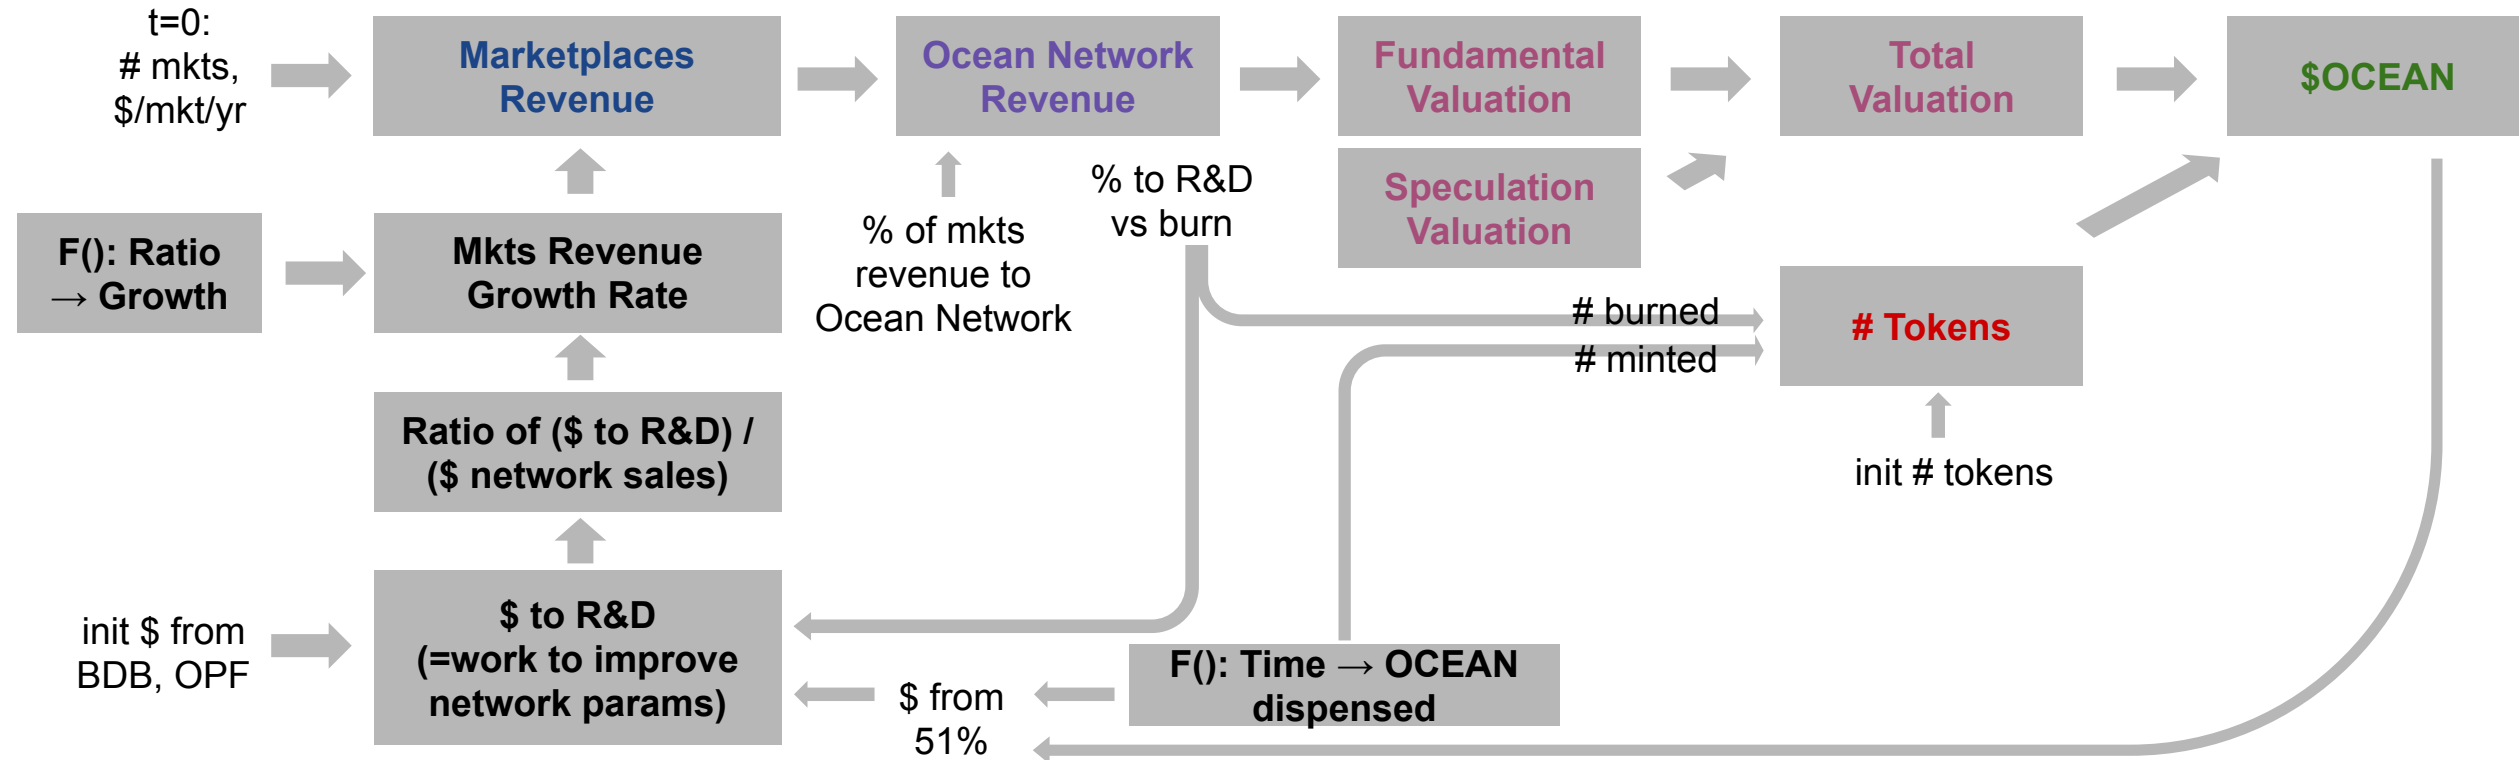 t=0:
# mkts,
$/mkt/yr
Marketplaces
Revenue
Ocean Network
Revenue
Fundamental
Valuation
Total
Valuation
$OCEAN
Speculation
Valuation
% to R&D
vs burn
% of mkts
revenue to
Ocean Network
F(): Ratio
→ Growth
Mkts Revenue
Growth Rate
# burned
# minted
# Tokens
init # tokens
Ratio of ($ to R&D) /
($ network sales)
init $ from
BDB, OPF
$ to R&D
(=work to improve
network params)
$ from
51%
F(): Time → OCEAN
dispensed